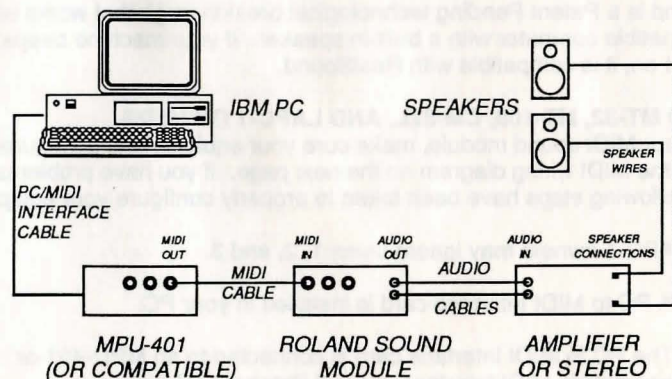 IBM PC
SPEAKERS
SPEAKER
WIRES
PC/MIDI
INTERFACE
CABLE
MIDI
OUT
MIDI
IN
AUDIO
OUT
AUDIO
IN
SPEAKER
CONNECTIONS
MIDI
CABLE
AUDIO
CABLES
MPU-401
(OR COMPATIBLE)
ROLAND SOUND
MODULE
AMPLIFIER
OR STEREO